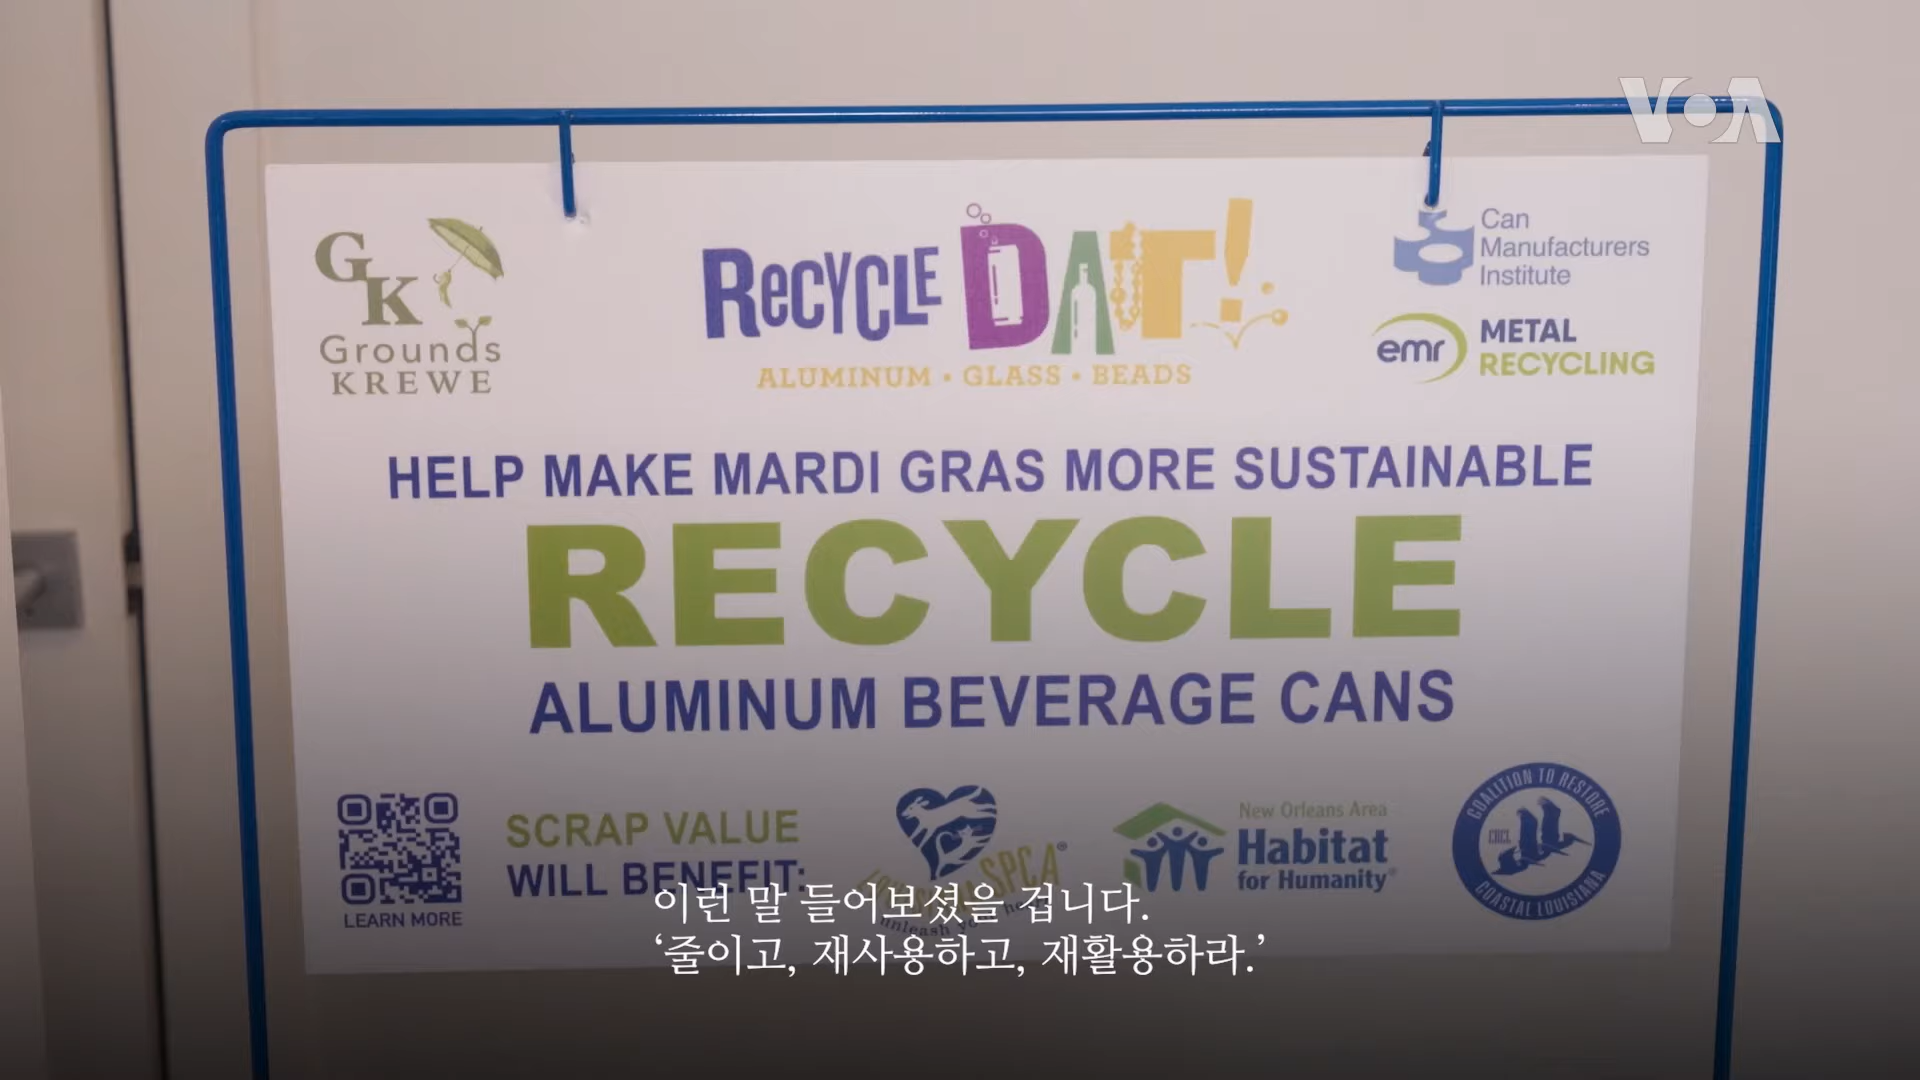 VOA
GK
Grounds
KREWE
RECYCLE DAT!
ALUMINUM • GLASS • BEADS
Can
Manufacturers
Institute
emr METAL
RECYCLING
HELP MAKE MARDI GRAS MORE SUSTAINABLE
RECYCLE
ALUMINUM BEVERAGE CANS
LEARN MORE
SCRAP VALUE
WILL BENEFIT:
SPCA®
unleash
New Orleans Area
Habitat
for Humanity®
COALITION TO RESTORE
CRCL
COASTAL LOUISIANA
이런 말 들어보셨을 겁니다.
‘줄이고, 재사용하고, 재활용하라.’